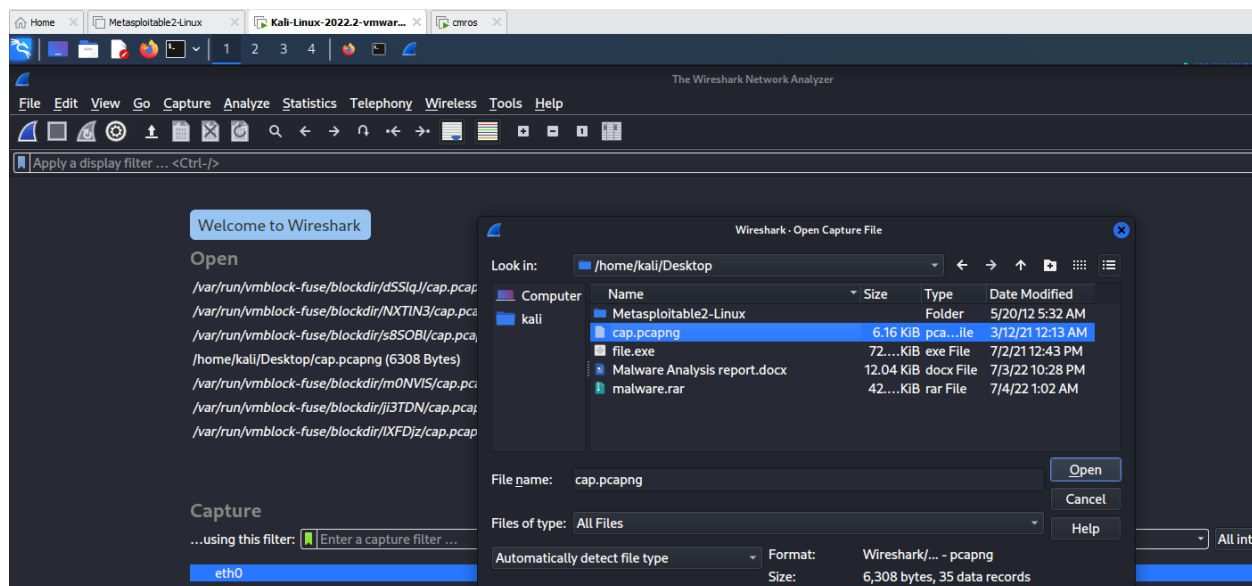 Home Metasploitable2-Linux Kali-Linux-2022.2-vmwar... cmros
1 2 3 4
The Wireshark Network Analyzer
File Edit View Go Capture Analyze Statistics Telephony Wireless Tools Help
Apply a display filter ... <Ctrl-/>
Welcome to Wireshark
Open
/var/run/vmblock-fuse/blockdir/dSSlqJ/cap.pcap
/var/run/vmblock-fuse/blockdir/NXTIN3/cap.pca
/var/run/vmblock-fuse/blockdir/s8SOBI/cap.pca
/home/kali/Desktop/cap.pcapng (6308 Bytes)
/var/run/vmblock-fuse/blockdir/m0NVIS/cap.pca
/var/run/vmblock-fuse/blockdir/ji3TDN/cap.pcap
/var/run/vmblock-fuse/blockdir/IXFDjz/cap.pcap
Capture
...using this filter: Enter a capture filter ... All int
eth0
Wireshark · Open Capture File
Look in: /home/kali/Desktop
Computer
kali
Name Size Type Date Modified
Metasploitable2-Linux Folder 5/20/12 5:32 AM
cap.pcapng 6.16 KiB pca...ile 3/12/21 12:13 AM
file.exe 72....KiB exe File 7/2/21 12:43 PM
Malware Analysis report.docx 12.04 KiB docx File 7/3/22 10:28 PM
malware.rar 42....KiB rar File 7/4/22 1:02 AM
File name: cap.pcapng Open
Cancel
Files of type: All Files Help
Automatically detect file type Format: Wireshark/... - pcapng
Size: 6,308 bytes, 35 data records